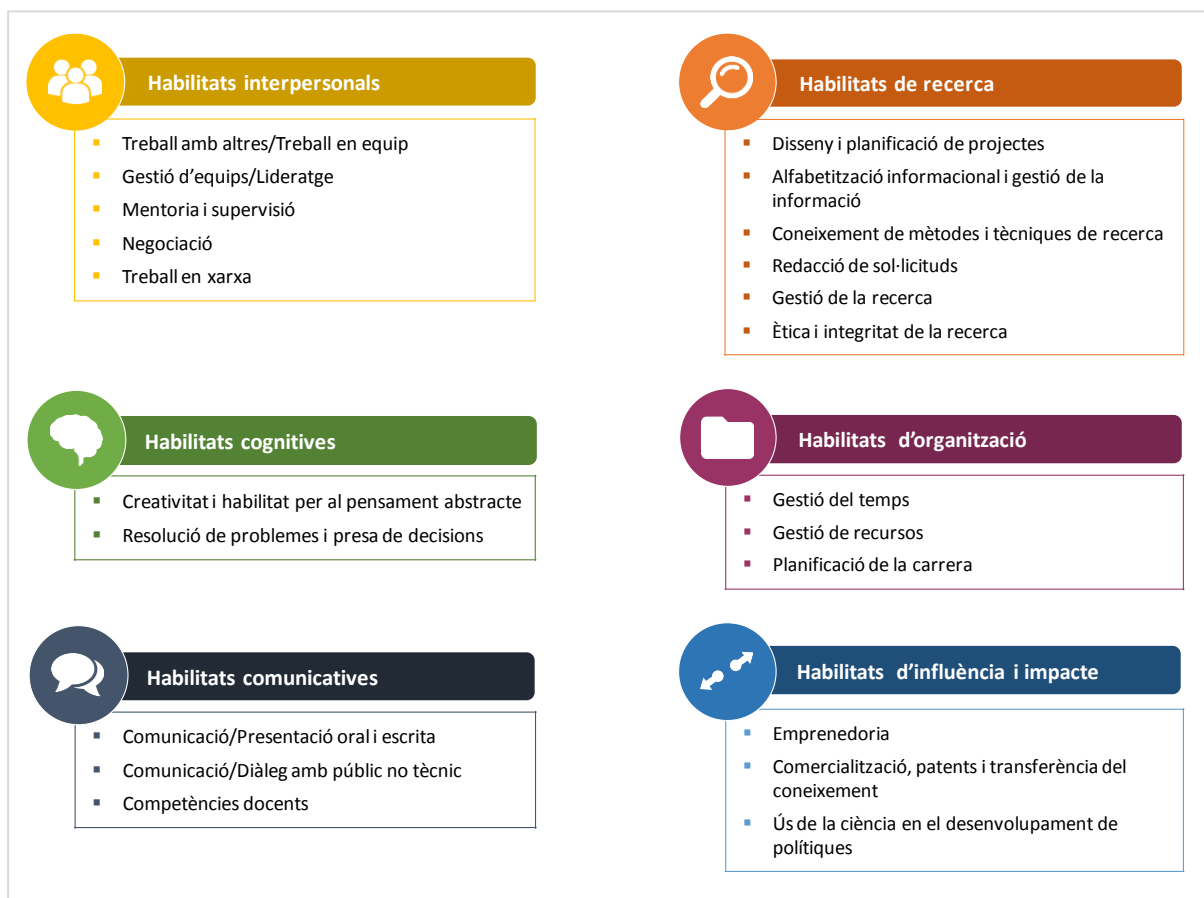 Habilitats interpersonals
Treball amb altres/Treball en equip
Gestió d'equips/Lideratge
Mentoria i supervisió
Negociació
Treball en xarxa
Habilitats de recerca
Disseny i planificació de projectes
Alfabetització informacional i gestió de la
informació
Coneixement de mètodes i tècniques de recerca
Redacció de sol·licituds
Gestió de la recerca
Ètica i integritat de la recerca
Habilitats cognitives
Creativitat i habilitat per al pensament abstracte
Resolució de problemes i presa de decisions
Habilitats d'organització
Gestió del temps
Gestió de recursos
Planificació de la carrera
Habilitats comunicatives
Comunicació/Presentació oral i escrita
Comunicació/Diàleg amb públic no tècnic
Competències docents
Habilitats d'influència i impacte
Emprenedoria
Comercialització, patents i transferència del
coneixement
Ús de la ciència en el desenvolupament de
polítiques